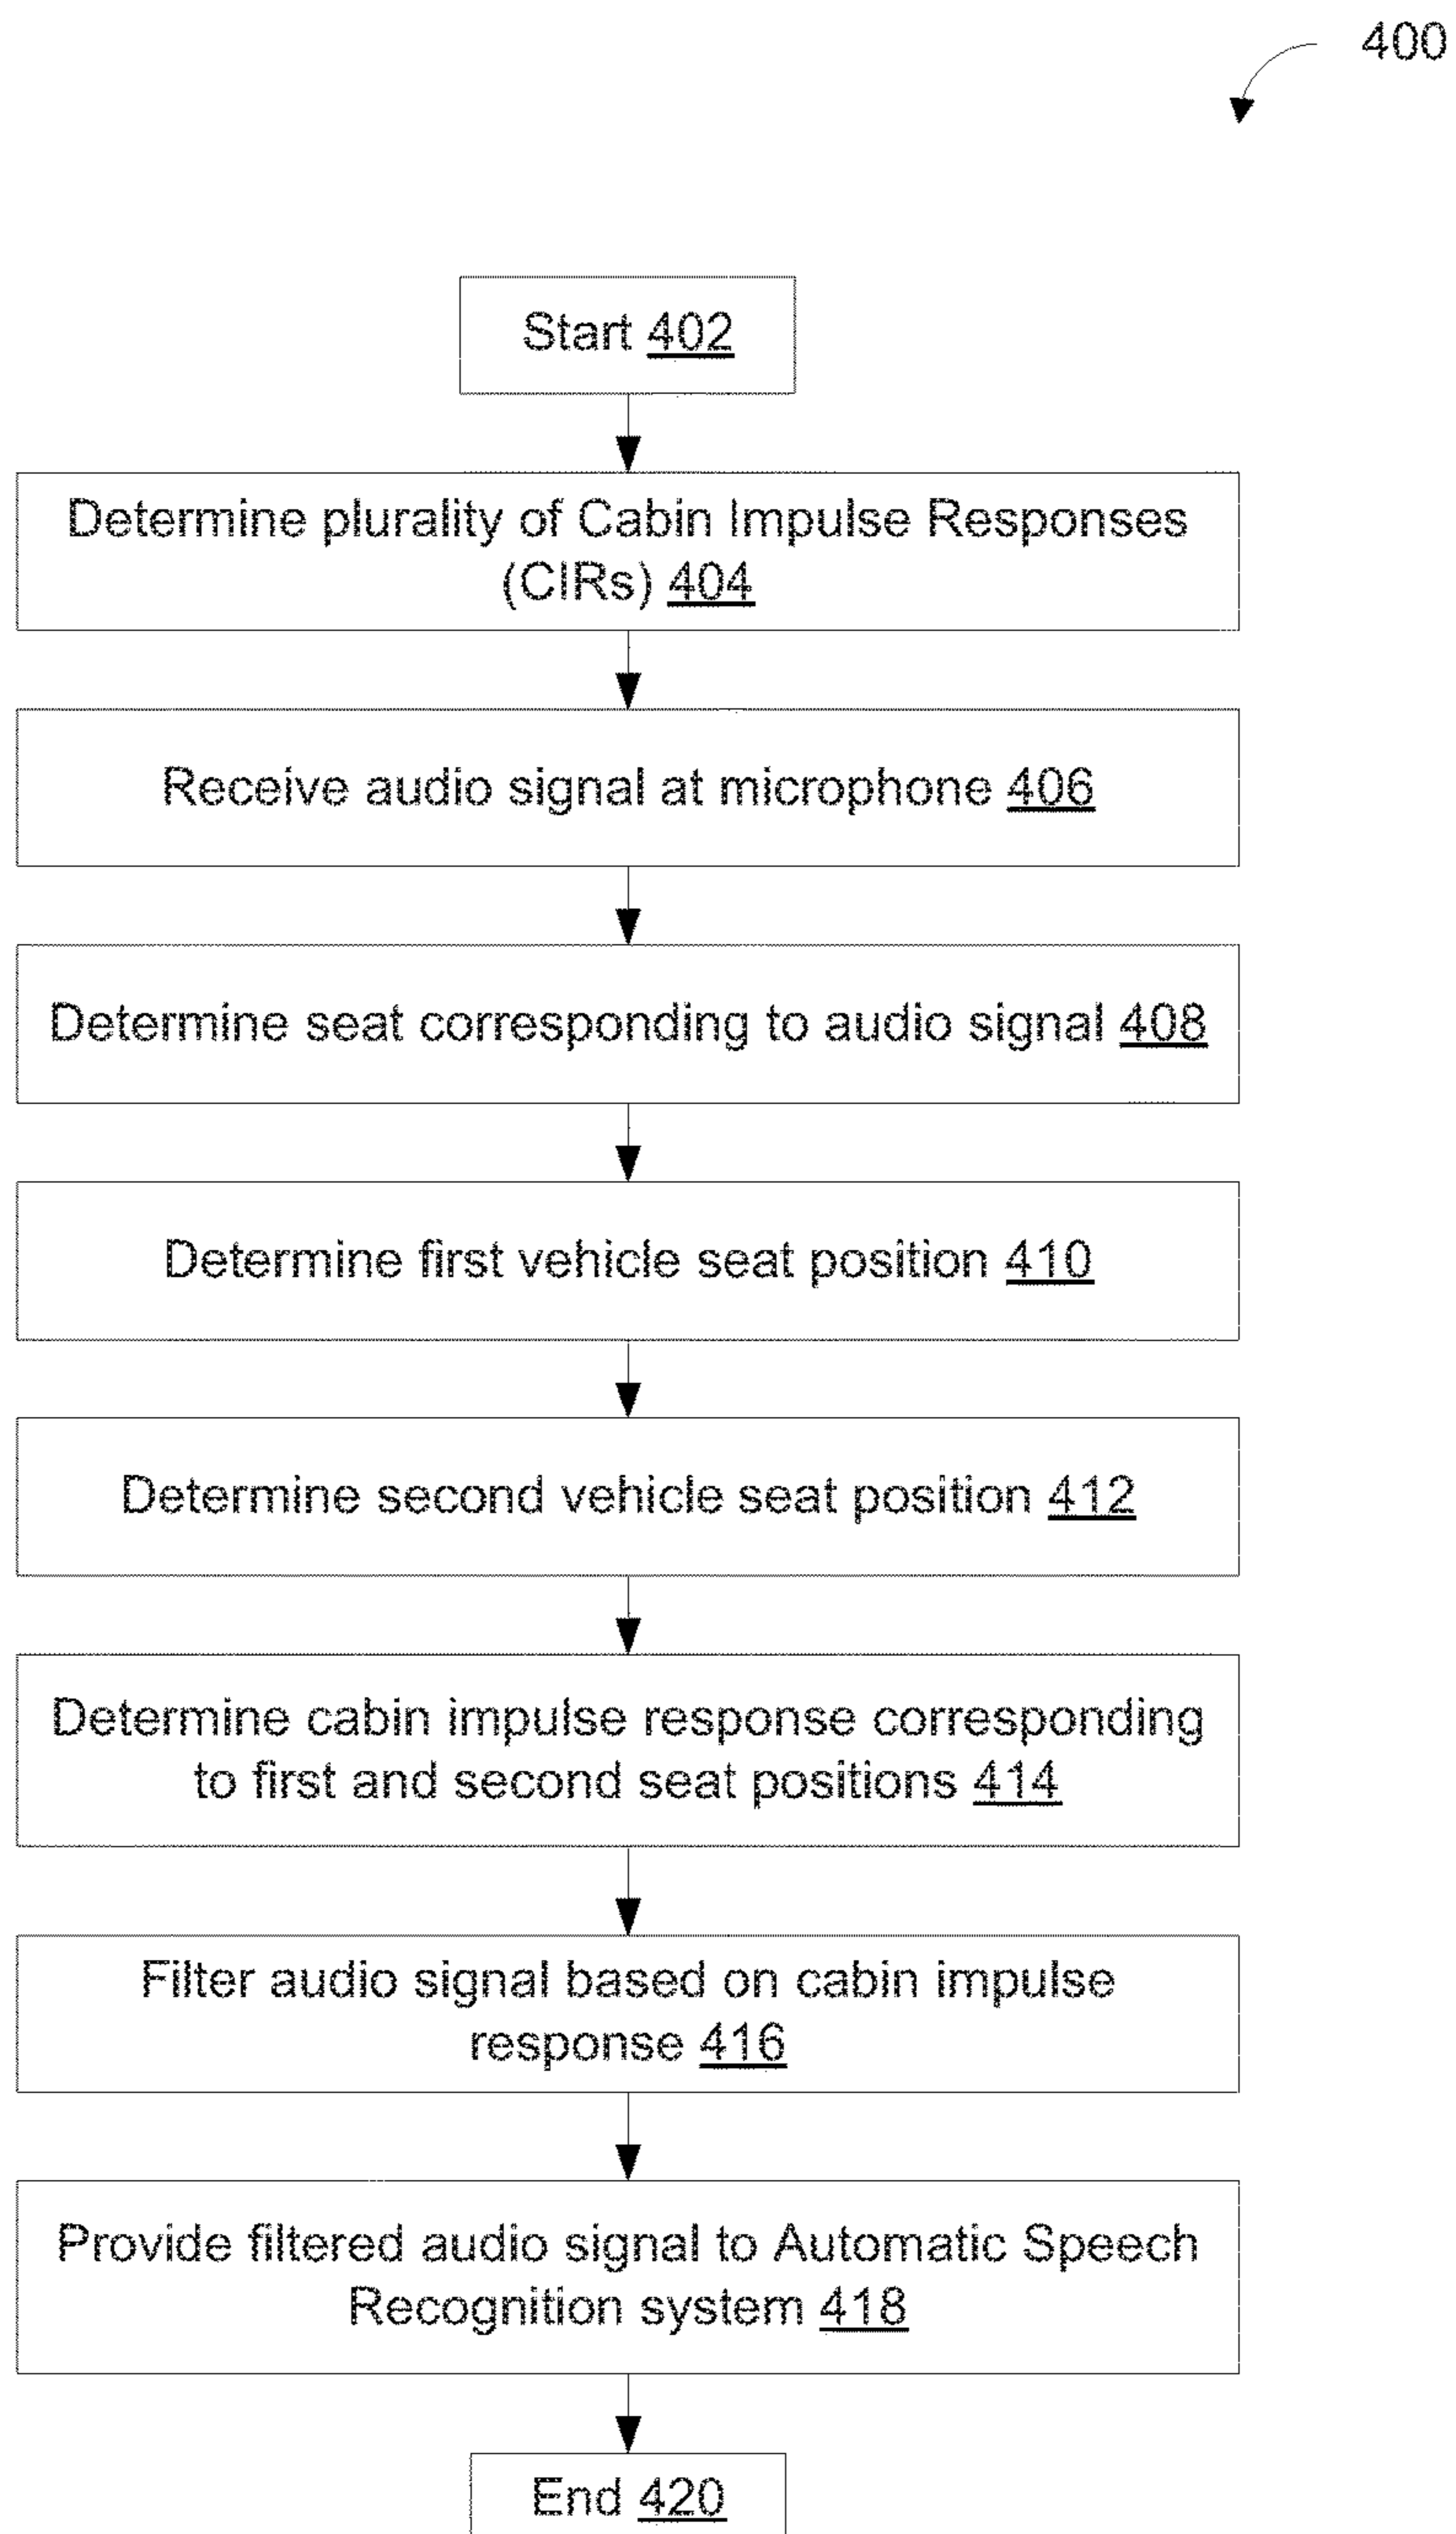 400
Start 402
Determine plurality of Cabin Impulse Responses
(CIRs) 404
Receive audio signal at microphone 406
Determine seat corresponding to audio signal 408
Determine first vehicle seat position 410
Determine second vehicle seat position 412
Determine cabin impulse response corresponding
to first and second seat positions 414
Filter audio signal based on cabin impulse
response 416
Provide filtered audio signal to Automatic Speech
Recognition system 418
End 420